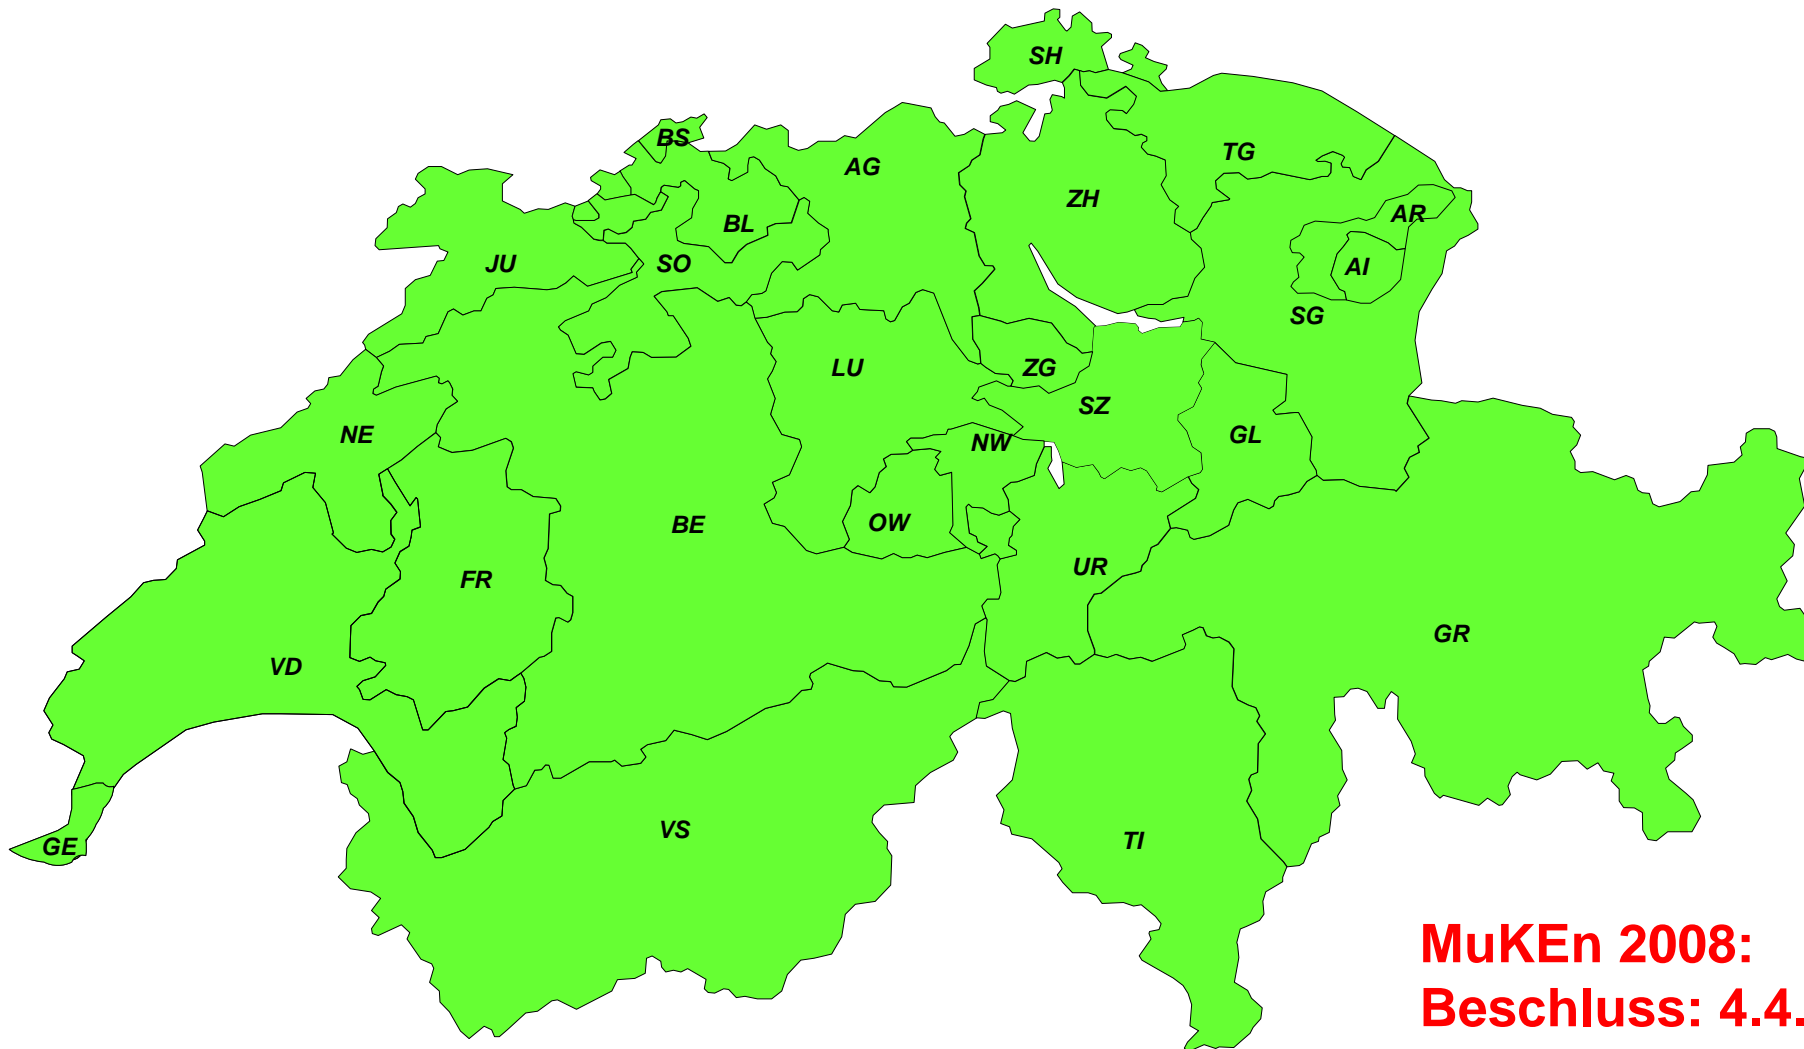 SH
BS
TG
AG
ZH
AR
BL
JU
SO
AI
SG
LU
ZG
SZ
NE
GL
NW
BE
OW
UR
FR
GR
VD
VS
TI
GE
MuKEn 2008:
Beschluss: 4.4.